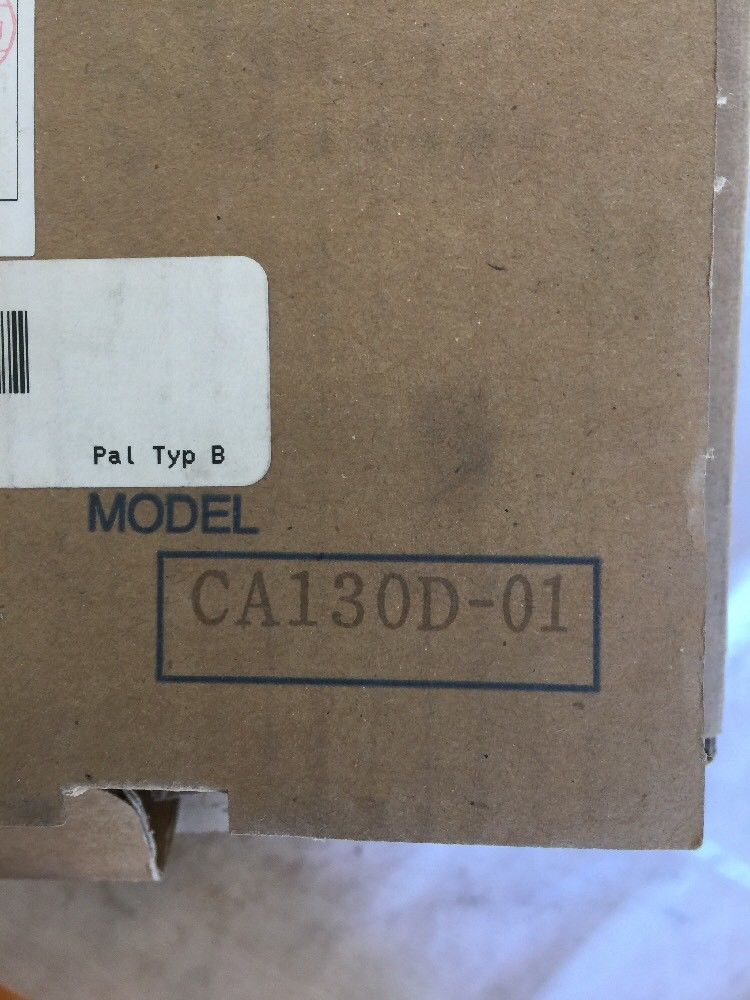 Pal Typ B
MODEL
CA130D-01